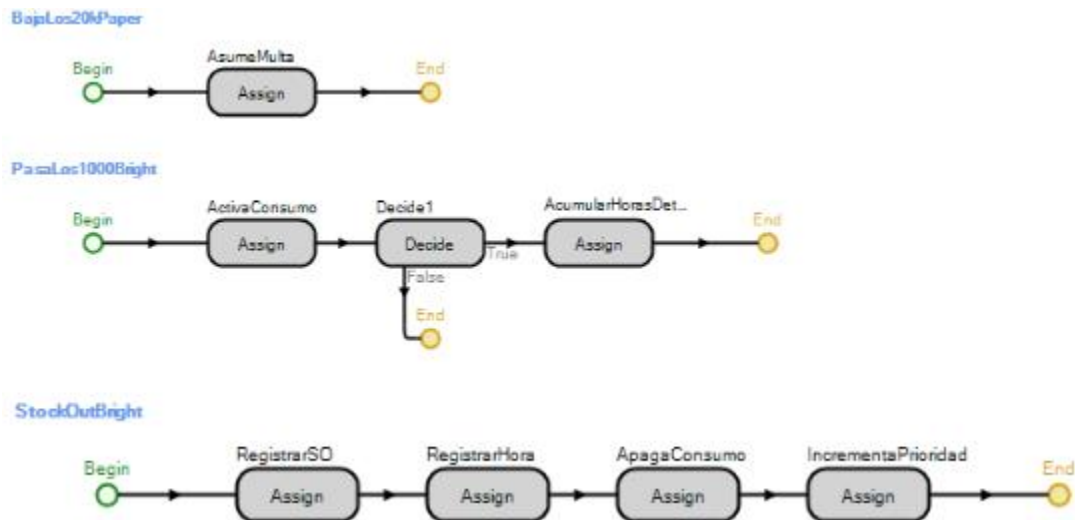 BajaLos20kPaper
AsumeMulta
Begin
End
Assign
PasaLos1000Bright
ActivaConsumo
Decide1
AcumularHorasDet...
Begin
End
Assign
Decide
Assign
True
False
End
StockOutBright
RegistrarSO
RegistrarHora
ApagaConsumo
IncrementaPrioridad
Begin
End
Assign
Assign
Assign
Assign